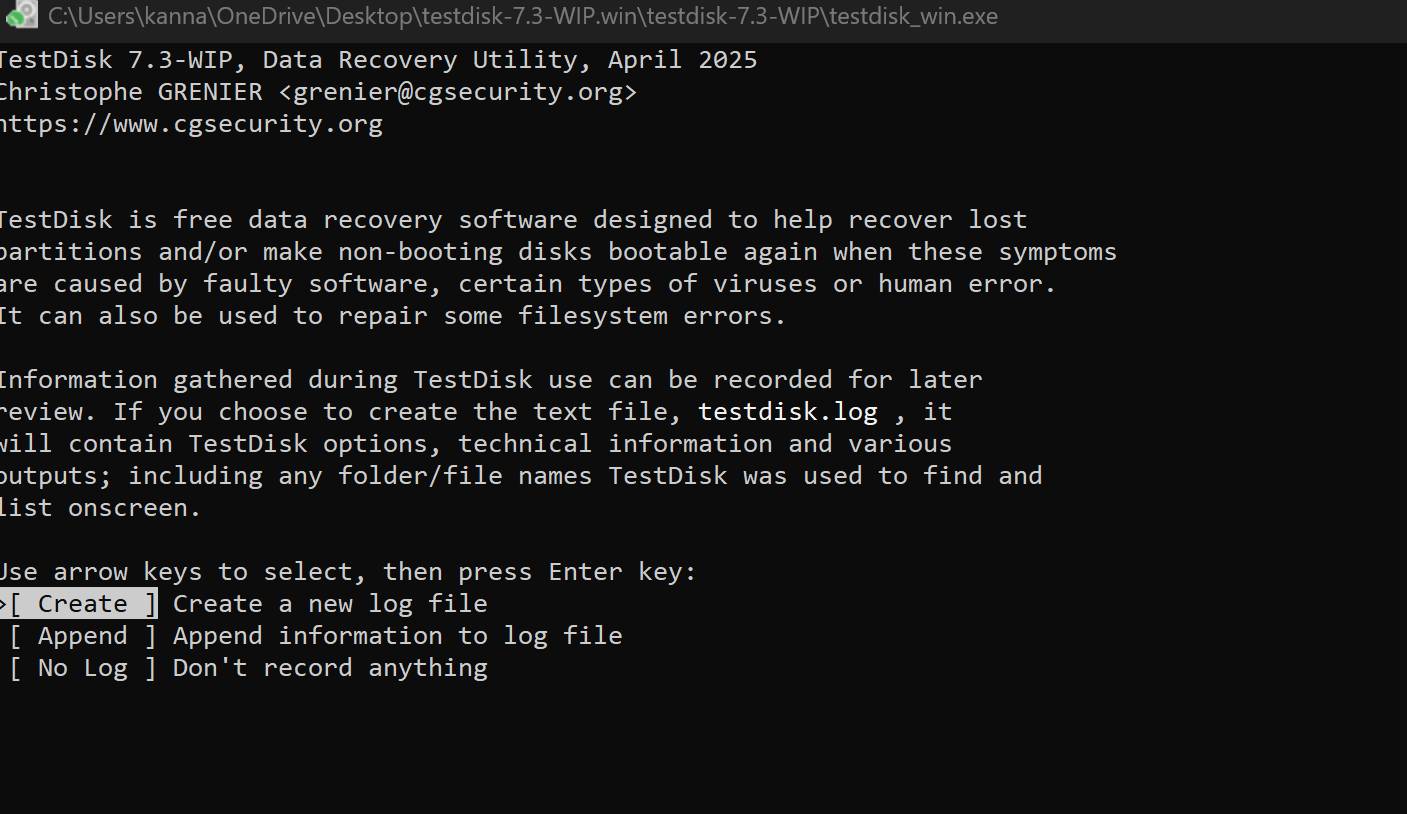 C:\Users\kanna\OneDrive\Desktop\testdisk-7.3-WIP.win\testdisk-7.3-WIP\testdisk_win.exe
TestDisk 7.3-WIP, Data Recovery Utility, April 2025
Christophe GRENIER <grenier@cgsecurity.org>
https://www.cgsecurity.org
TestDisk is free data recovery software designed to help recover lost
partitions and/or make non-booting disks bootable again when these symptoms
are caused by faulty software, certain types of viruses or human error.
It can also be used to repair some filesystem errors.
Information gathered during TestDisk use can be recorded for later
review. If you choose to create the text file, testdisk.log , it
will contain TestDisk options, technical information and various
outputs; including any folder/file names TestDisk was used to find and
list onscreen.
Use arrow keys to select, then press Enter key:
>[ Create ] Create a new log file
[ Append ] Append information to log file
[ No Log ] Don't record anything